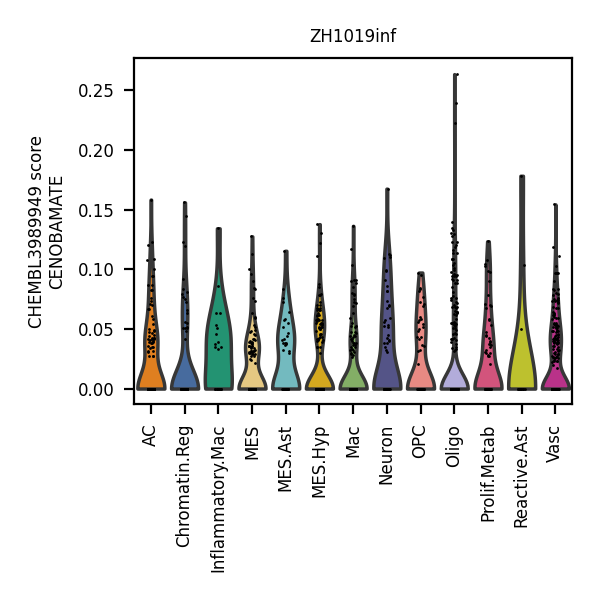 ZH1019inf
CHEMBL3989949 score
CENOBAMATE
0.25
0.20
0.15
0.10
0.05
0.00
AC
Chromatin.Reg
Inflammatory.Mac
MES
MES.Ast
MES.Hyp
Mac
Neuron
OPC
Oligo
Prolif.Metab
Reactive.Ast
Vasc